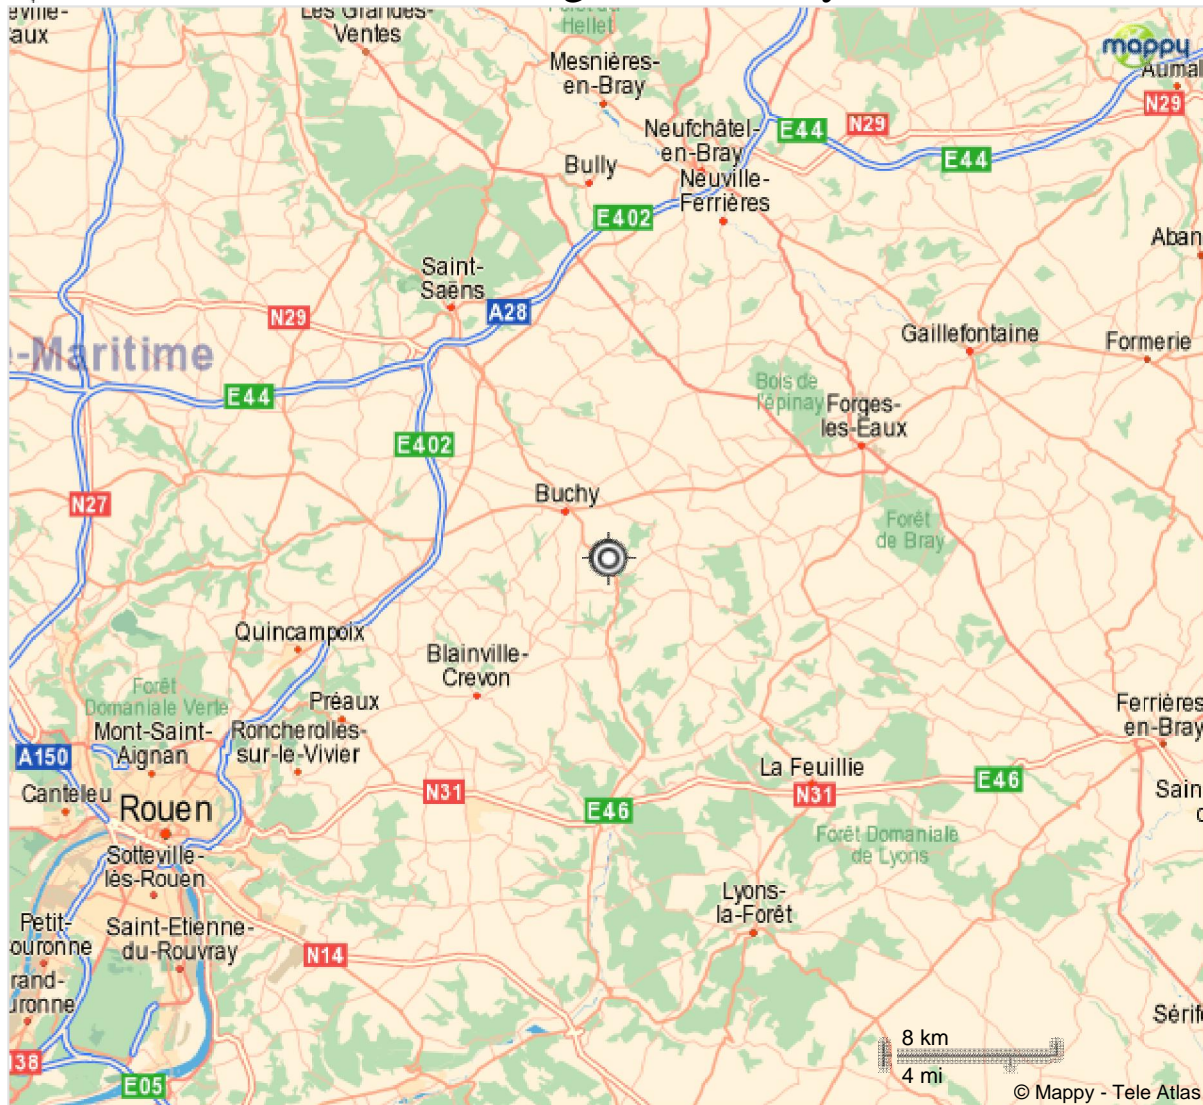 Les Grandes-
Ventes
Hellet
mappy
Mesnières-
en-Bray
N29
Neufchâtel-
en-Bray
E44
N29
E44
Bully
Neuville-
Ferrières
E402
Saint-
Saëns
A28
N29
-Maritime
Gaillefontaine
Formerie
E44
Bois de
l'épinay
Forges-
les-Eaux
E402
N27
Buchy
Forêt
de Bray
Quincampoix
Blainville-
Crevon
Forêt
Domaniale Verte
Préaux
Mont-Saint-
Aignan
Roncherolles-
sur-le-Vivier
Ferrières
en-Bray
A150
La Feuillie
E46
N31
N31
E46
Canteleu
Rouen
Forêt Domaniale
de Lyons
Sotteville-
lès-Rouen
Lyons-
la-Forêt
Petit-
ouronne
Saint-Etienne-
du-Rouvray
N14
rand-
uronne
8 km
4 mi
E05
© Mappy - Tele Atlas